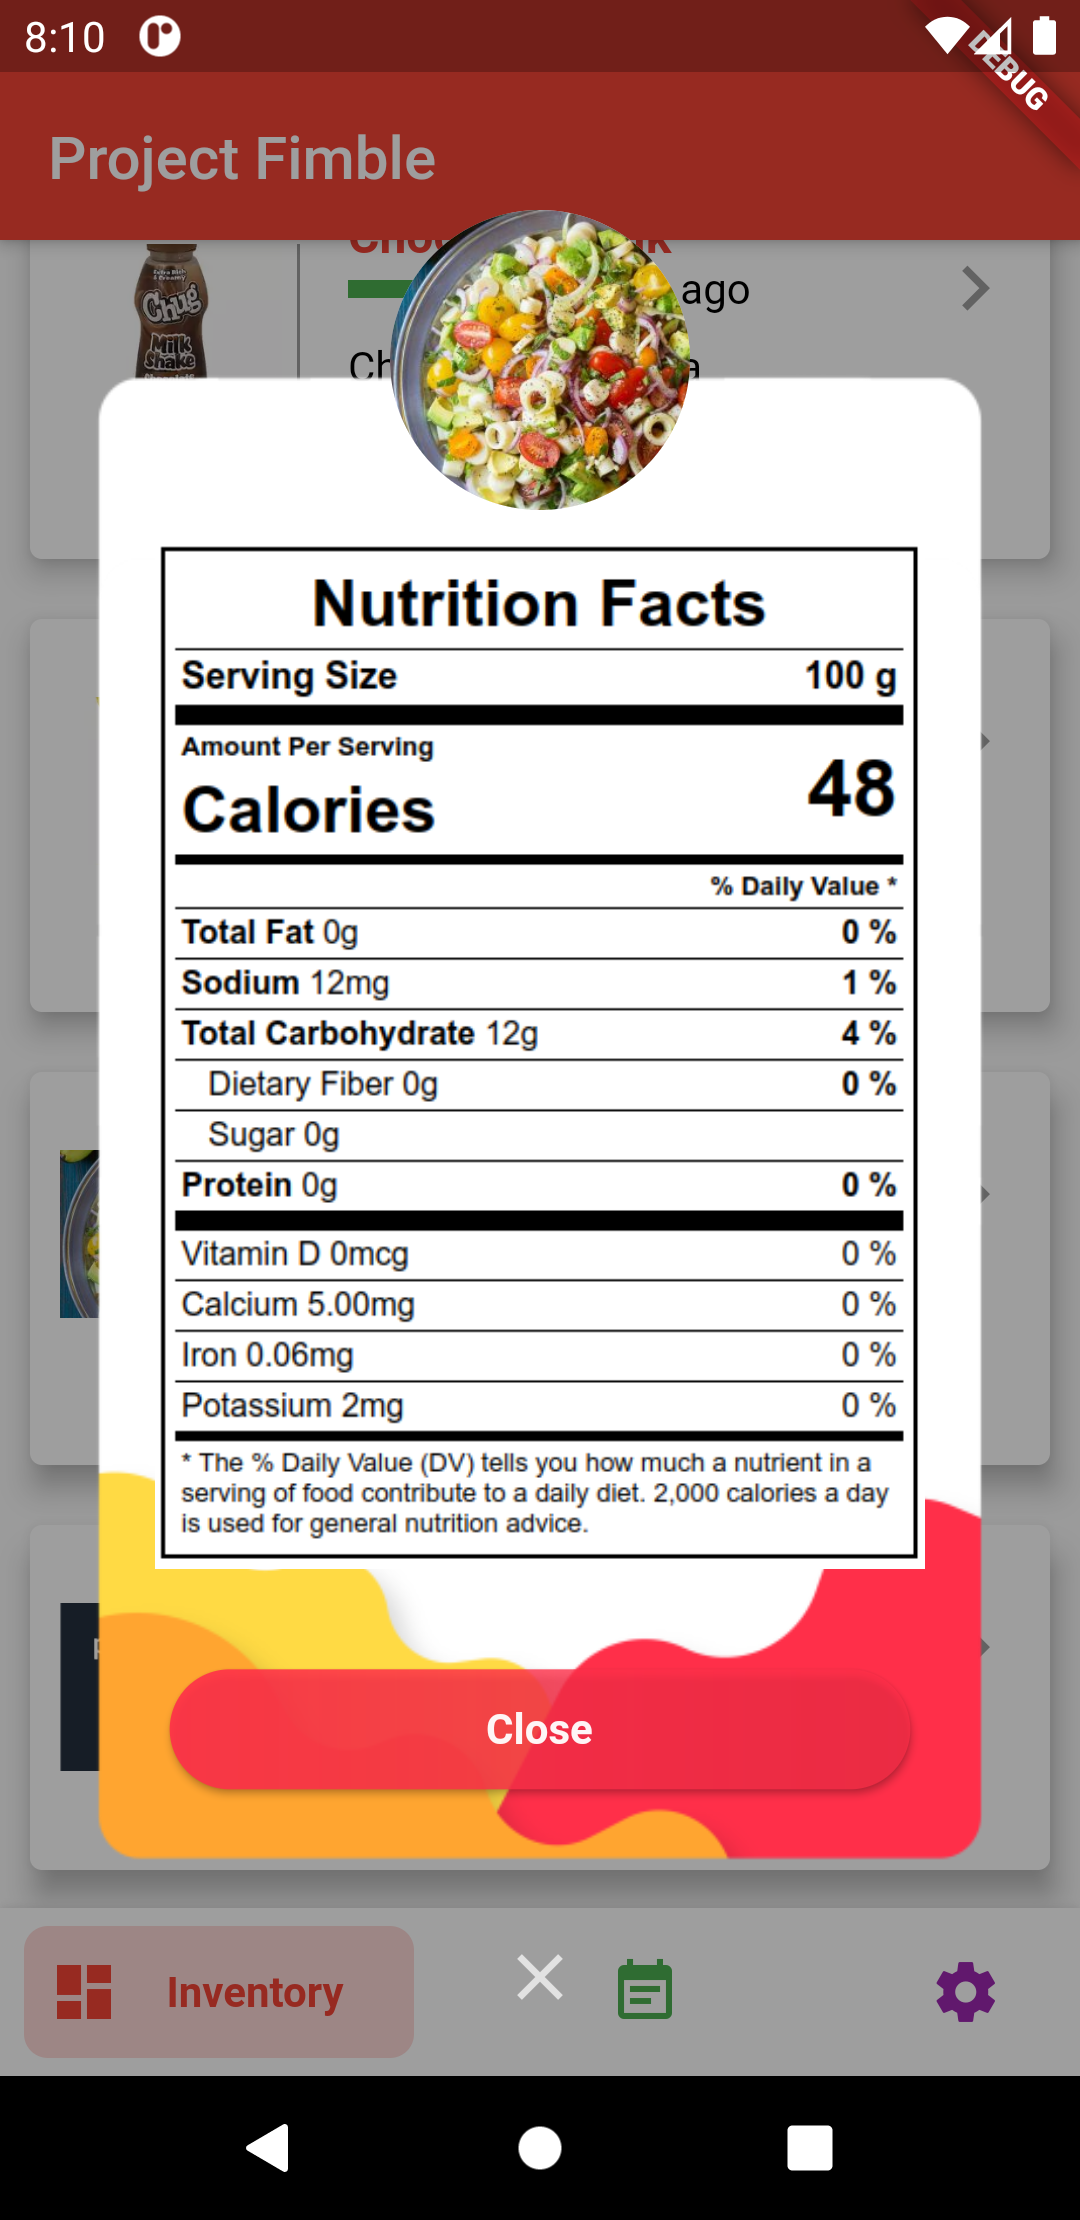 8:10
DEBUG
Project Fimble
ago
Extra Rich
& Creamy
Chug
Milk
Shake
Ch
a
Nutrition Facts
Serving Size 100 g
Amount Per Serving
Calories 48
% Daily Value *
Total Fat 0g 0 %
Sodium 12mg 1 %
Total Carbohydrate 12g 4 %
Dietary Fiber 0g 0 %
Sugar 0g
Protein 0g 0 %
Vitamin D 0mcg 0 %
Calcium 5.00mg 0 %
Iron 0.06mg 0 %
Potassium 2mg 0 %
* The % Daily Value (DV) tells you how much a nutrient in a
serving of food contribute to a daily diet. 2,000 calories a day
is used for general nutrition advice.
Close
Inventory